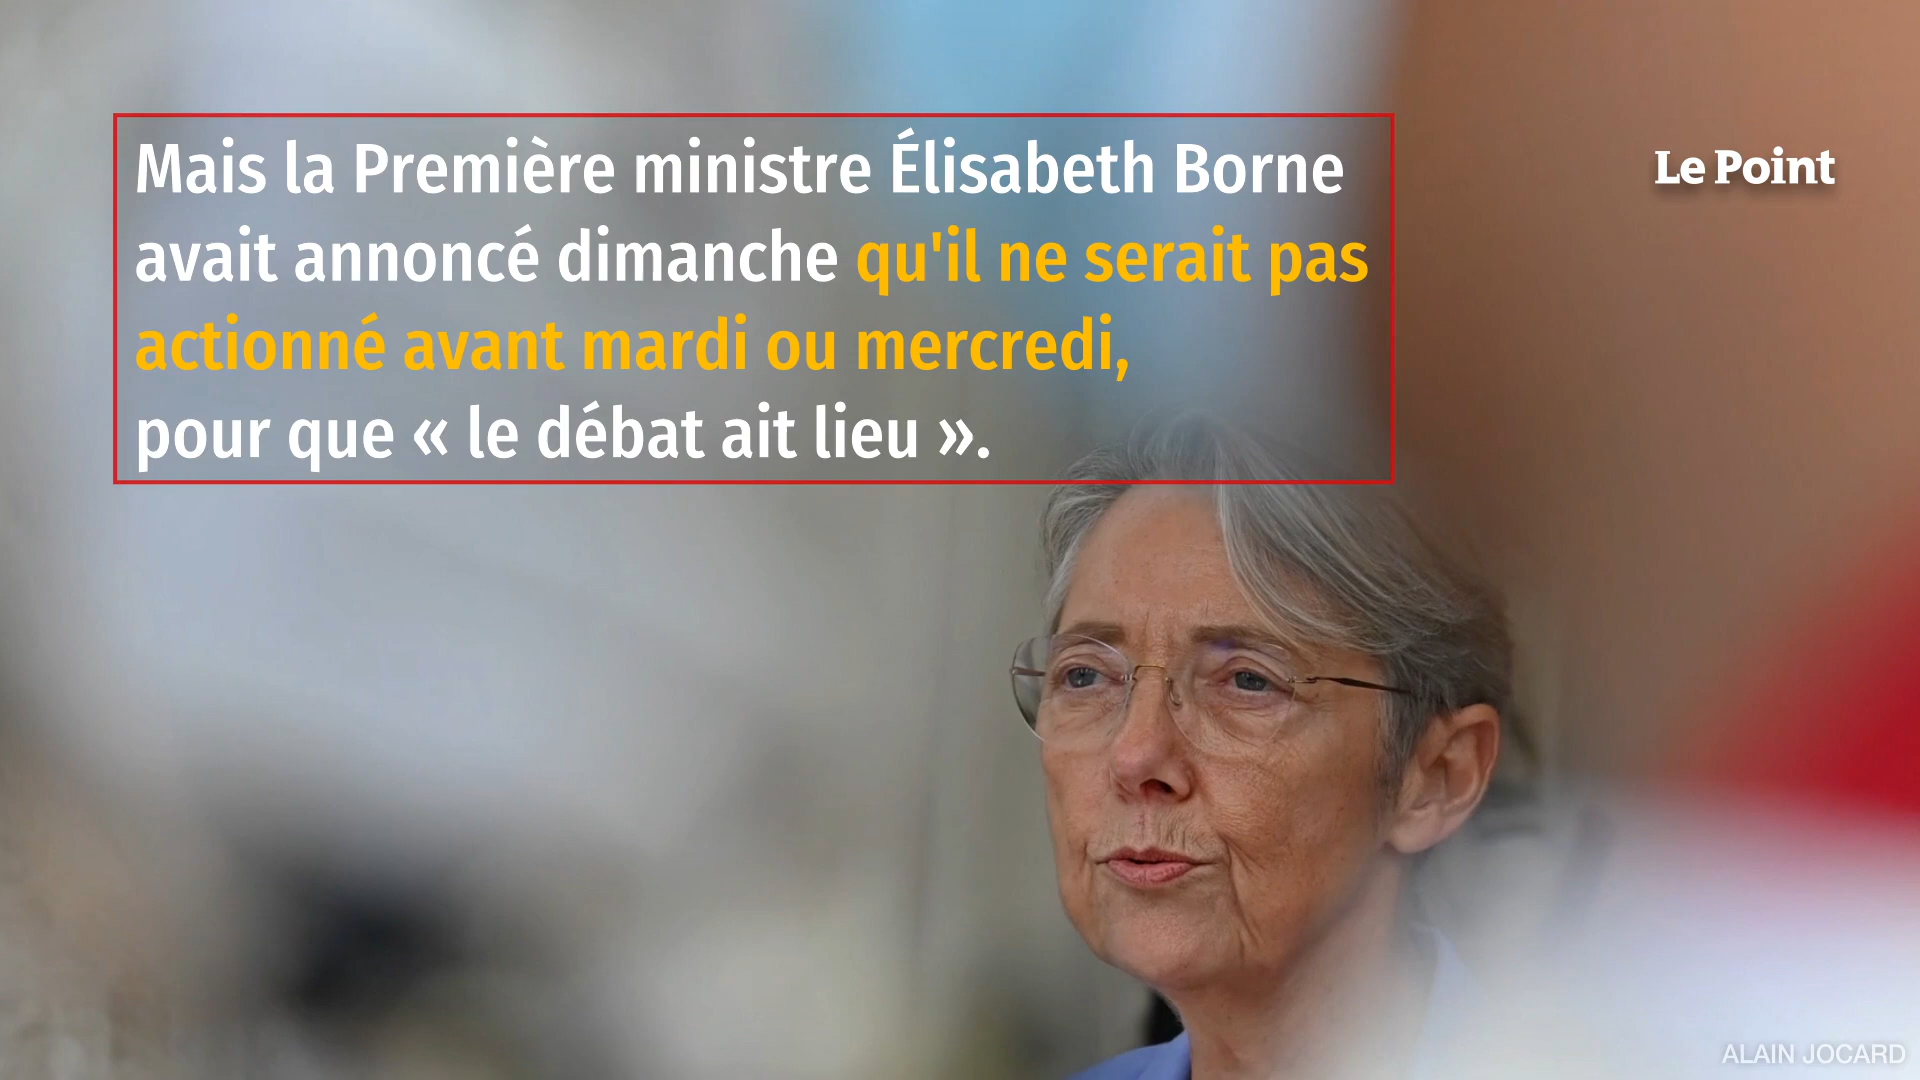 Mais la Première ministre Élisabeth Borne
avait annoncé dimanche qu'il ne serait pas
actionné avant mardi ou mercredi,
pour que « le débat ait lieu ».
Le Point
ALAIN JOCARD